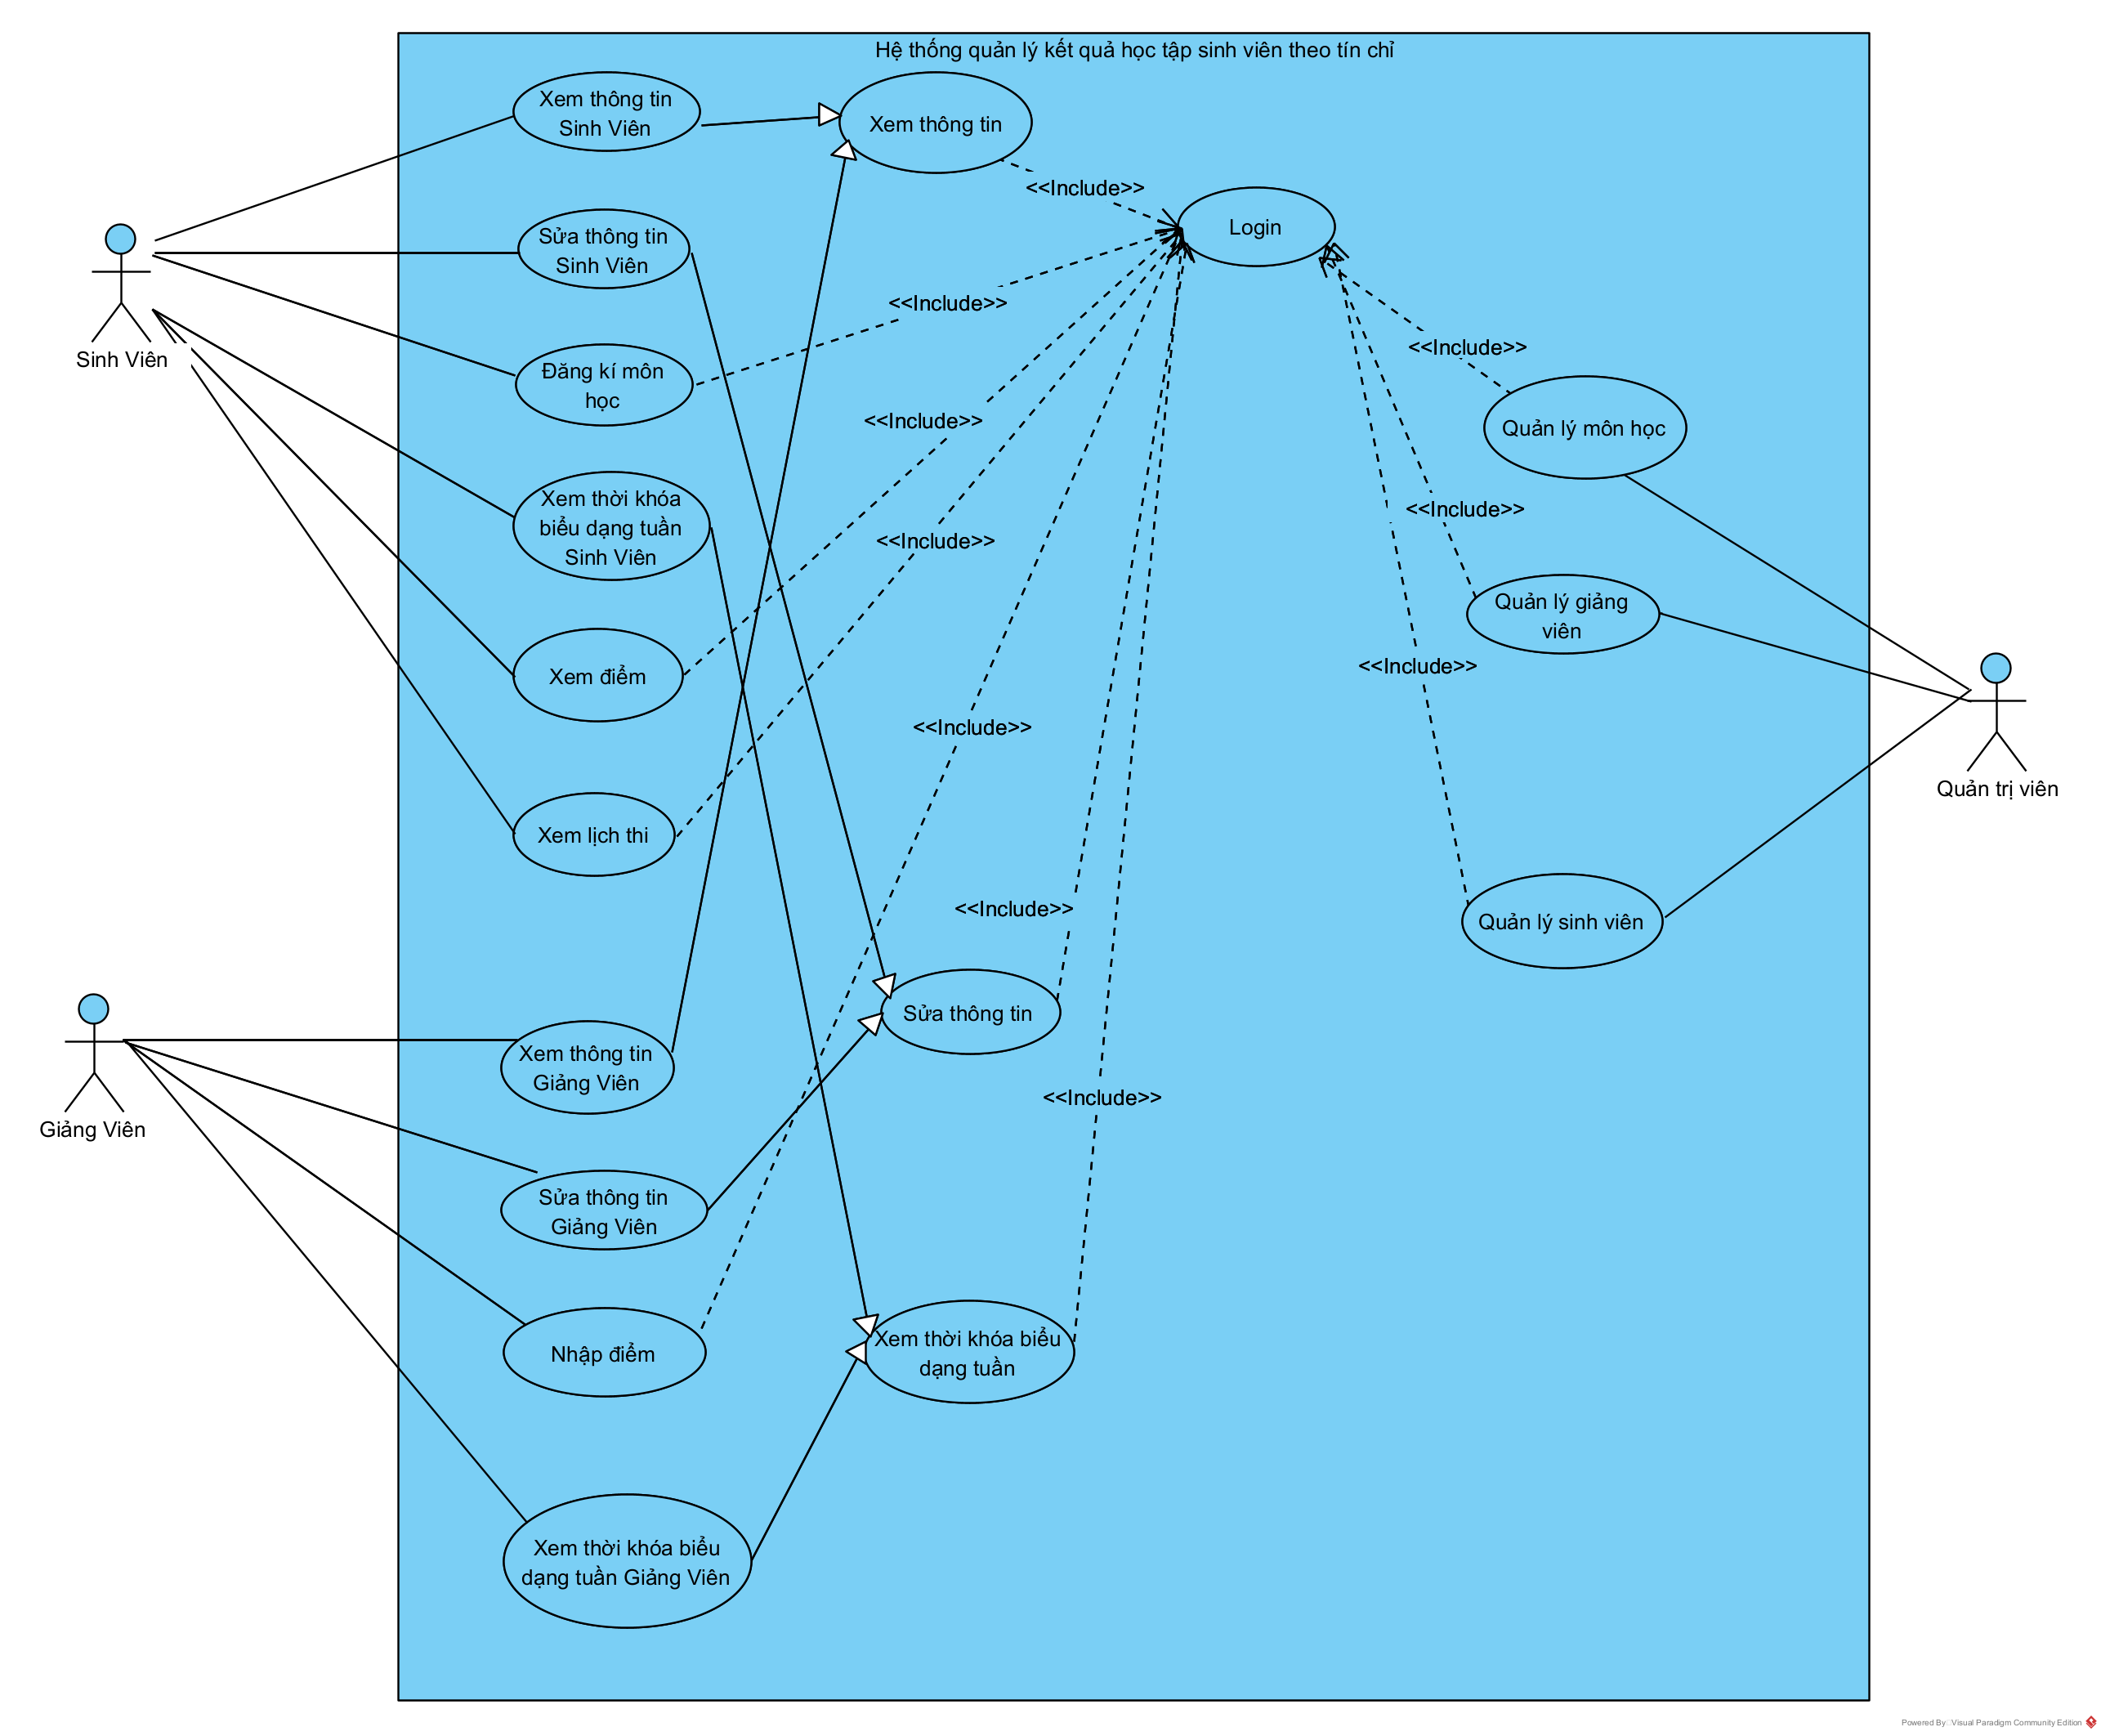 Hệ thống quản lý kết quả học tập sinh viên theo tín chỉ
Xem thông tin
Sinh Viên
Xem thông tin
<<Include>>
Login
Sửa thông tin
Sinh Viên
<<Include>>
Sinh Viên
Đăng kí môn
học
<<Include>>
<<Include>>
Quản lý môn học
Xem thời khóa
biểu dạng tuần
Sinh Viên
<<Include>>
<<Include>>
Quản lý giảng
viên
<<Include>>
Xem điểm
<<Include>>
Quản trị viên
Xem lịch thi
<<Include>>
Quản lý sinh viên
Sửa thông tin
Xem thông tin
Giảng Viên
<<Include>>
Giảng Viên
Sửa thông tin
Giảng Viên
Nhập điểm
Xem thời khóa biểu
dạng tuần
Xem thời khóa biểu
dạng tuần Giảng Viên
Powered By Visual Paradigm Community Edition